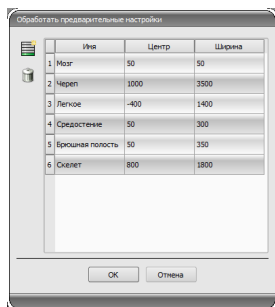 Обработать предварительные настройки
Имя Центр Ширина
1 Мозг 50 50
2 Череп 1000 3500
3 Легкое -400 1400
4 Средостение 50 300
5 Брюшная полость 50 350
6 Скелет 800 1800
OK Отмена